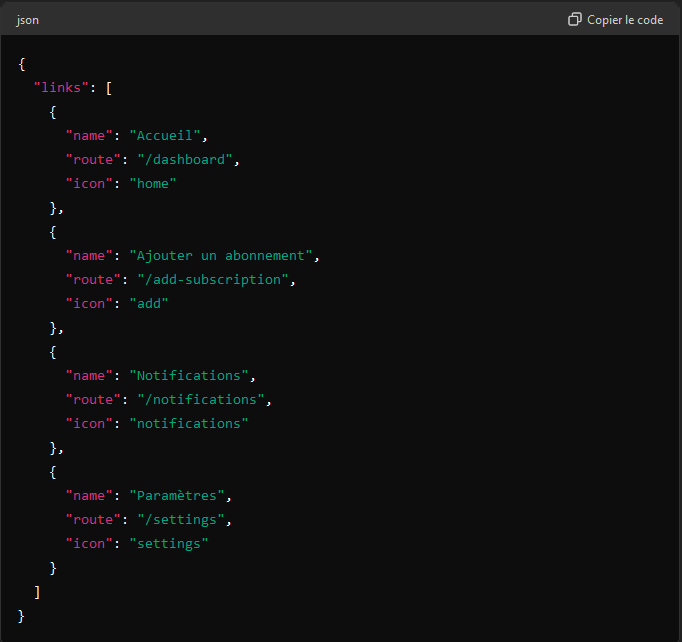 json
Copier le code
{
  "links": [
    {
      "name": "Accueil",
      "route": "/dashboard",
      "icon": "home"
    },
    {
      "name": "Ajouter un abonnement",
      "route": "/add-subscription",
      "icon": "add"
    },
    {
      "name": "Notifications",
      "route": "/notifications",
      "icon": "notifications"
    },
    {
      "name": "Paramètres",
      "route": "/settings",
      "icon": "settings"
    }
  ]
}